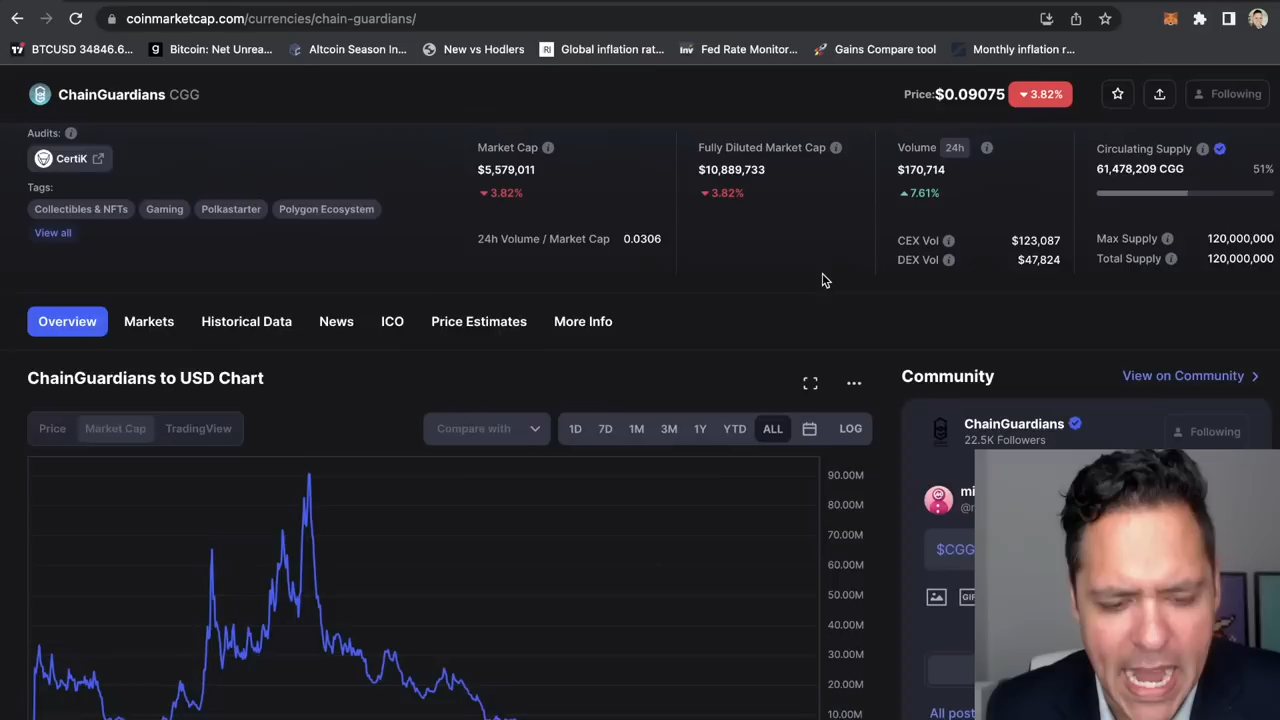 coinmarketcap.com/currencies/chain-guardians/
BTCUSD 34846.6... Bitcoin: Net Unrea... Altcoin Season In... New vs Hodlers Global inflation rat... Fed Rate Monitor... Gains Compare tool Monthly inflation r...
ChainGuardians CGG Price:$0.09075 3.82% Following
Audits:
CertiK
Tags:
Collectibles & NFTs Gaming Polkastarter Polygon Ecosystem
View all
Market Cap
$5,579,011
3.82%
24h Volume / Market Cap 0.0306
Fully Diluted Market Cap
$10,889,733
3.82%
Volume 24h
$170,714
7.61%
CEX Vol $123,087
DEX Vol $47,824
Circulating Supply
61,478,209 CGG 51%
Max Supply 120,000,000
Total Supply 120,000,000
Overview Markets Historical Data News ICO Price Estimates More Info
ChainGuardians to USD Chart
Price Market Cap TradingView Compare with 1D 7D 1M 3M 1Y YTD ALL LOG
90.00M
80.00M
70.00M
60.00M
50.00M
40.00M
30.00M
20.00M
10.00M
Community View on Community
ChainGuardians
22.5K Followers
Following
mi
$CGG
GIF
All post